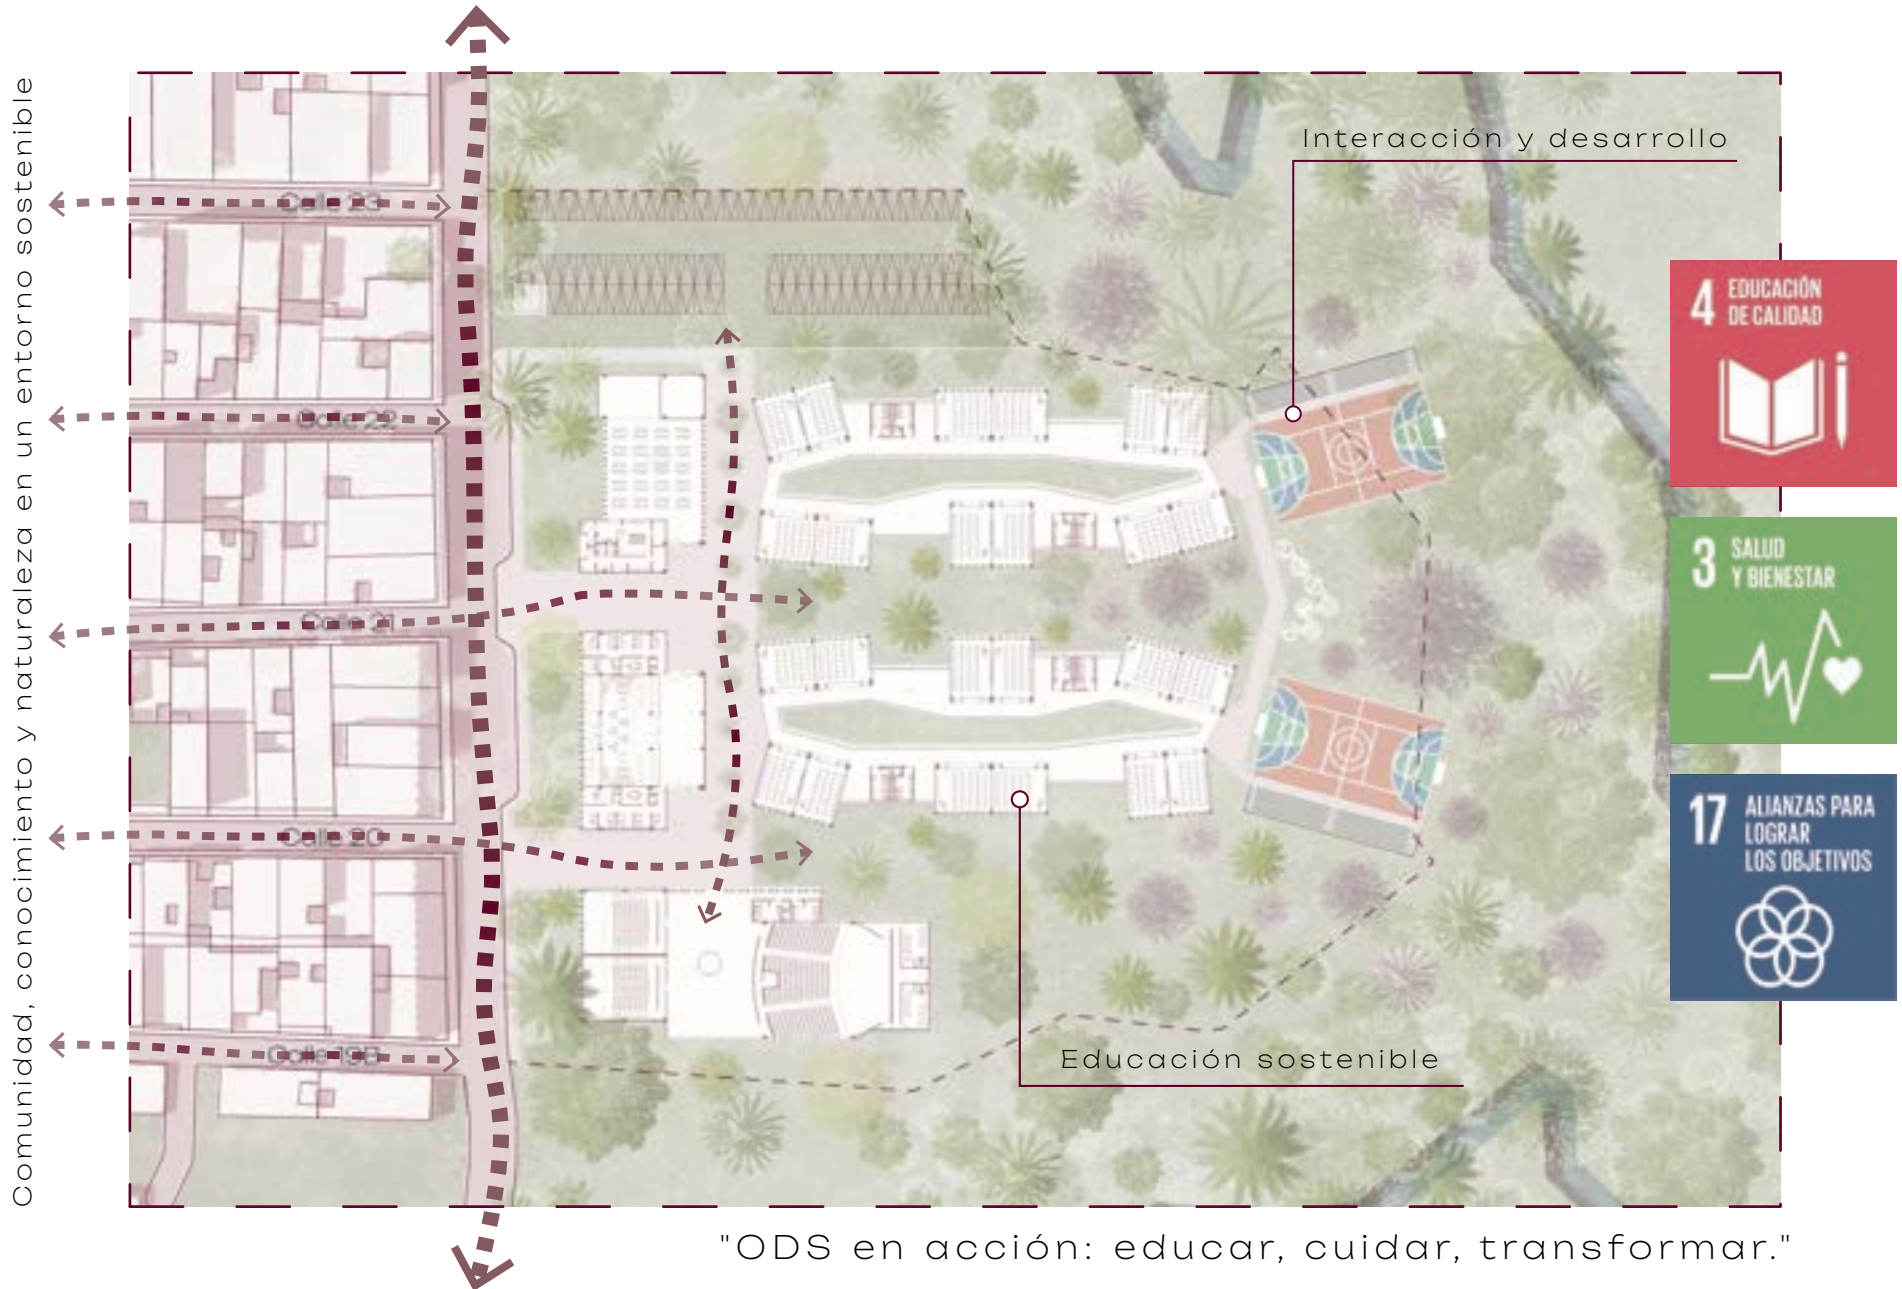 Comunidad, conocimiento y naturaleza en un entorno sostenible
Interacción y desarrollo
Calle 23
Calle 22
Calle 21
Calle 20
Calle 19B
4 EDUCACIÓN
DE CALIDAD
3 SALUD
Y BIENESTAR
17 ALIANZAS PARA
LOGRAR
LOS OBJETIVOS
Educación sostenible
"ODS en acción: educar, cuidar, transformar."